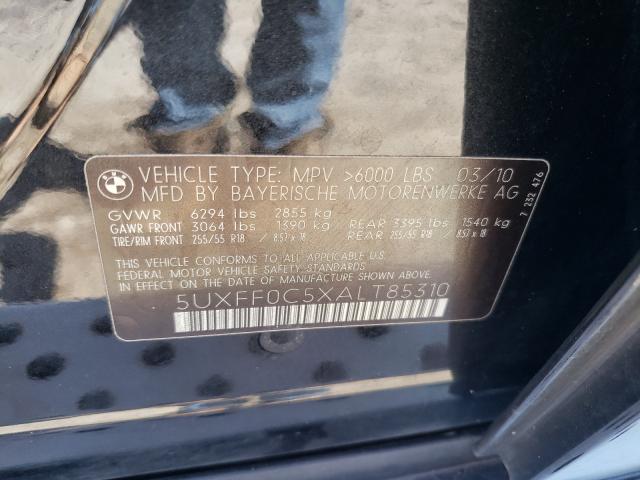 BMW
VEHICLE TYPE: MPV >6000 LBS 03/10
MFD BY BAYERISCHE MOTORENWERKE AG
GVWR 6294 lbs 2855 kg
GAWR FRONT 3064 lbs 1390 kg REAR 3395 lbs 1540 kg
TIRE/RIM FRONT 255/55 R18 / 8.5J x 18 REAR 255/55 R18 / 8.5J x 18
THIS VEHICLE CONFORMS TO ALL APPLICABLE U.S.
FEDERAL MOTOR VEHICLE SAFETY STANDARDS
IN EFFECT ON THE DATE OF MANUFACTURE SHOWN ABOVE.
5UXFF0C5XALT85310
7 232 476